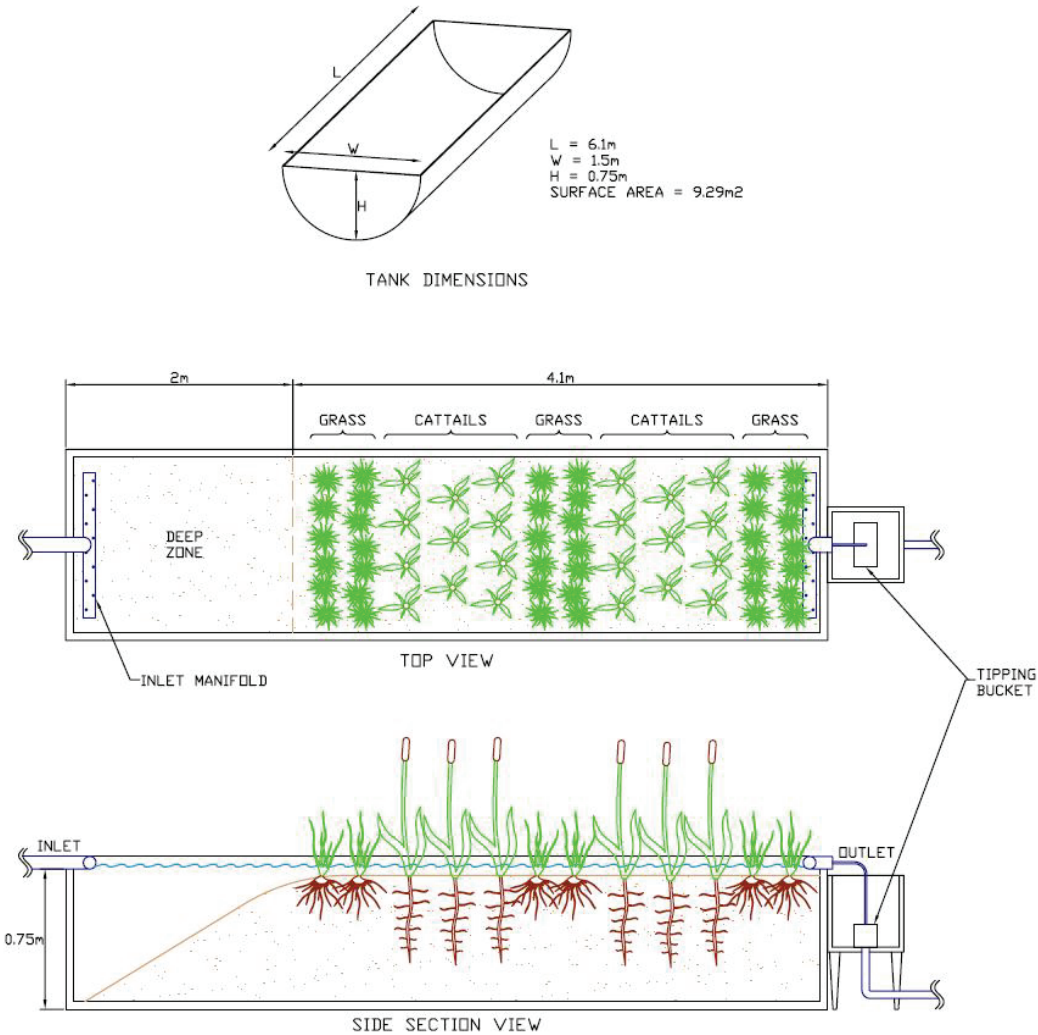 L
W
H
L = 6.1m
W = 1.5m
H = 0.75m
SURFACE AREA = 9.29m2
TANK DIMENSIONS
2m
4.1m
GRASS
CATTAILS
GRASS
CATTAILS
GRASS
DEEP
ZONE
INLET MANIFOLD
TOP VIEW
TIPPING
BUCKET
INLET
OUTLET
0.75m
SIDE SECTION VIEW